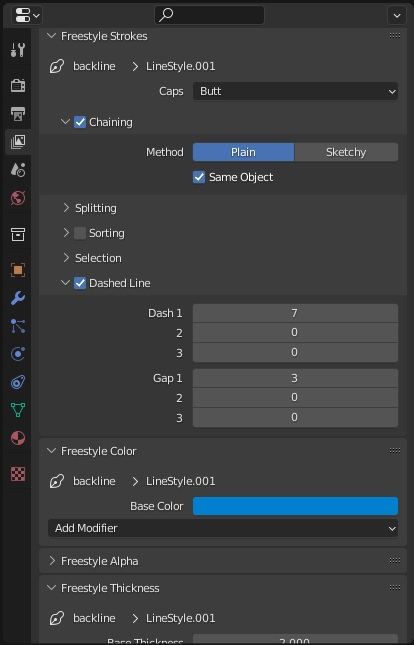 Freestyle Strokes
backline > LineStyle.001
Caps Butt
Chaining
Method Plain Sketchy
Same Object
Splitting
Sorting
Selection
Dashed Line
Dash 1 7
2 0
3 0
Gap 1 3
2 0
3 0
Freestyle Color
backline > LineStyle.001
Base Color
Add Modifier
Freestyle Alpha
Freestyle Thickness
backline > LineStyle.001
Base Thickness 2.000